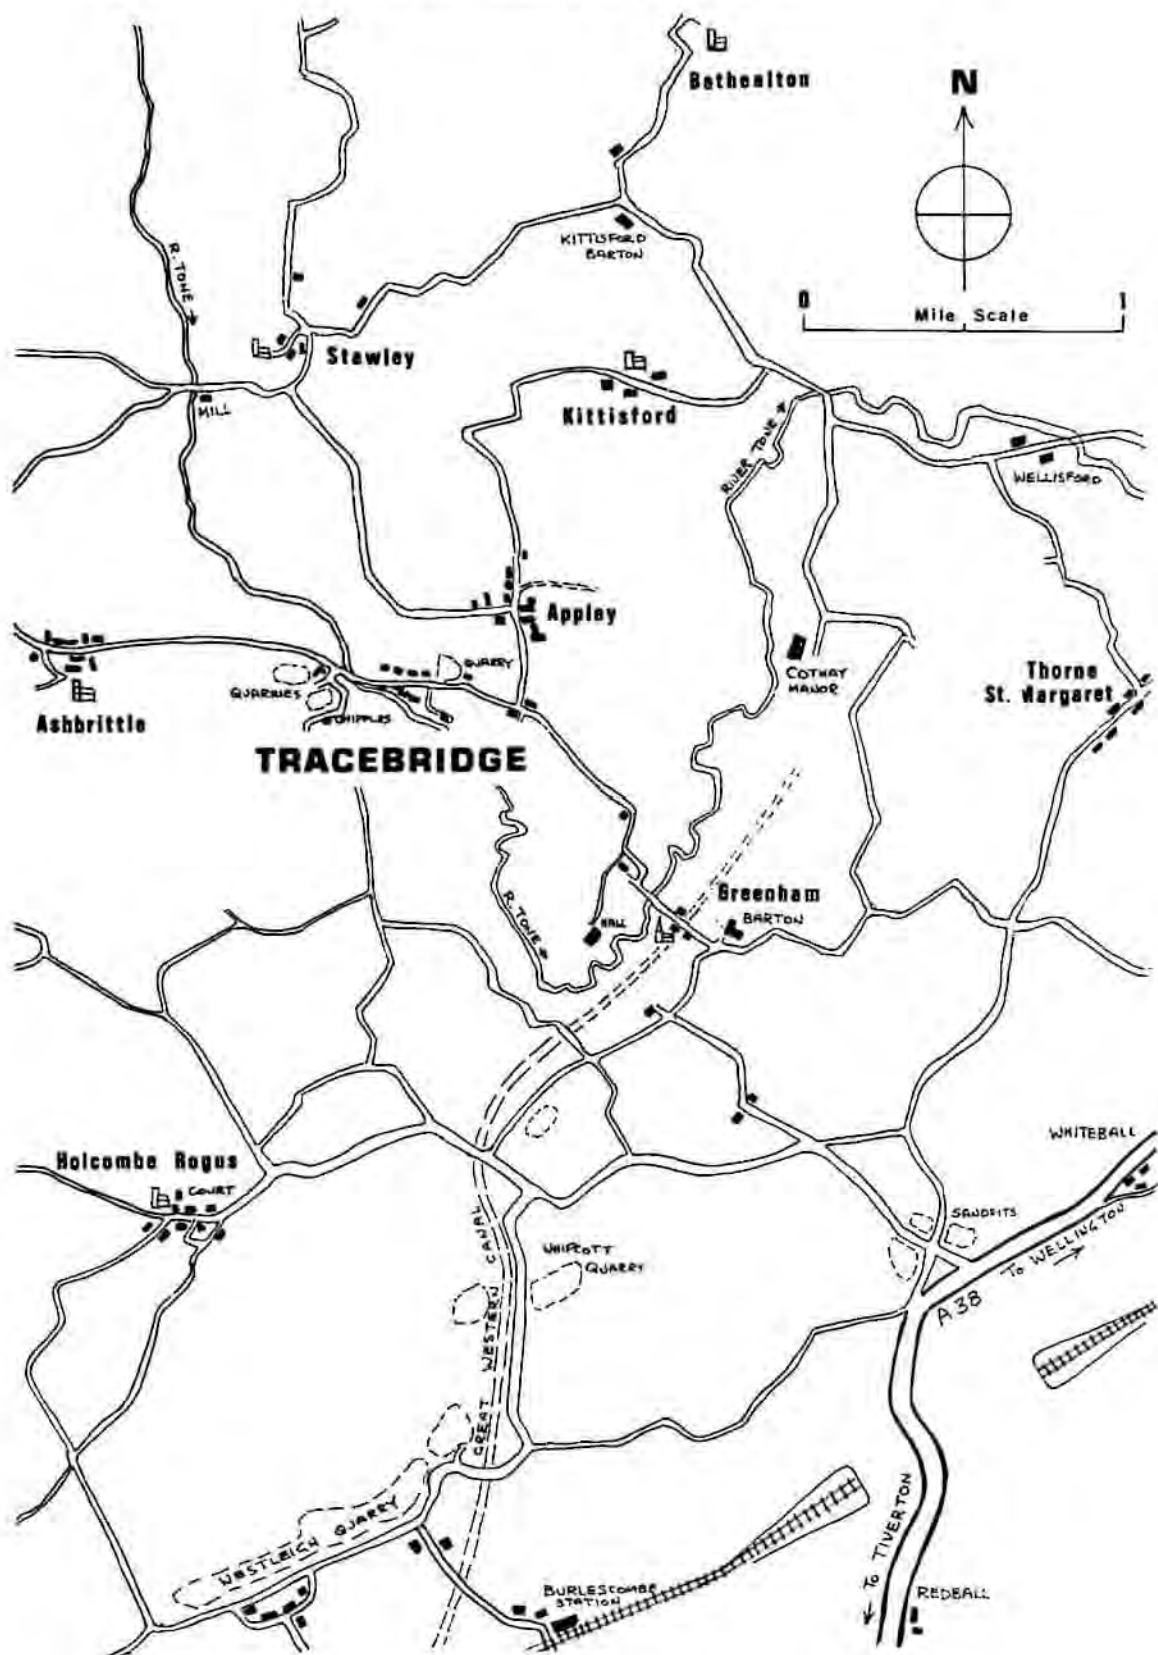 Bathealton
N
KITTISFORD
BARTON
0 1
Mile Scale
R. TONE
Stawley
MILL
Kittisford
RIVER TONE
WELLISFORD
Appley
QUARRY
QUARRIES
CHIPPLES
Ashbrittle
COTHAY
MANOR
Thorne
St. Margaret
TRACEBRIDGE
R. TONE
HALL
Greenham
BARTON
WHITEBALL
Holcombe Rogus
COURT
SANDPITS
TO WELLINGTON
A38
WHIPCOTT
QUARRY
GREAT WESTERN CANAL
WESTLEIGH QUARRY
BURLESCOMBE
STATION
TO TIVERTON
REDBALL